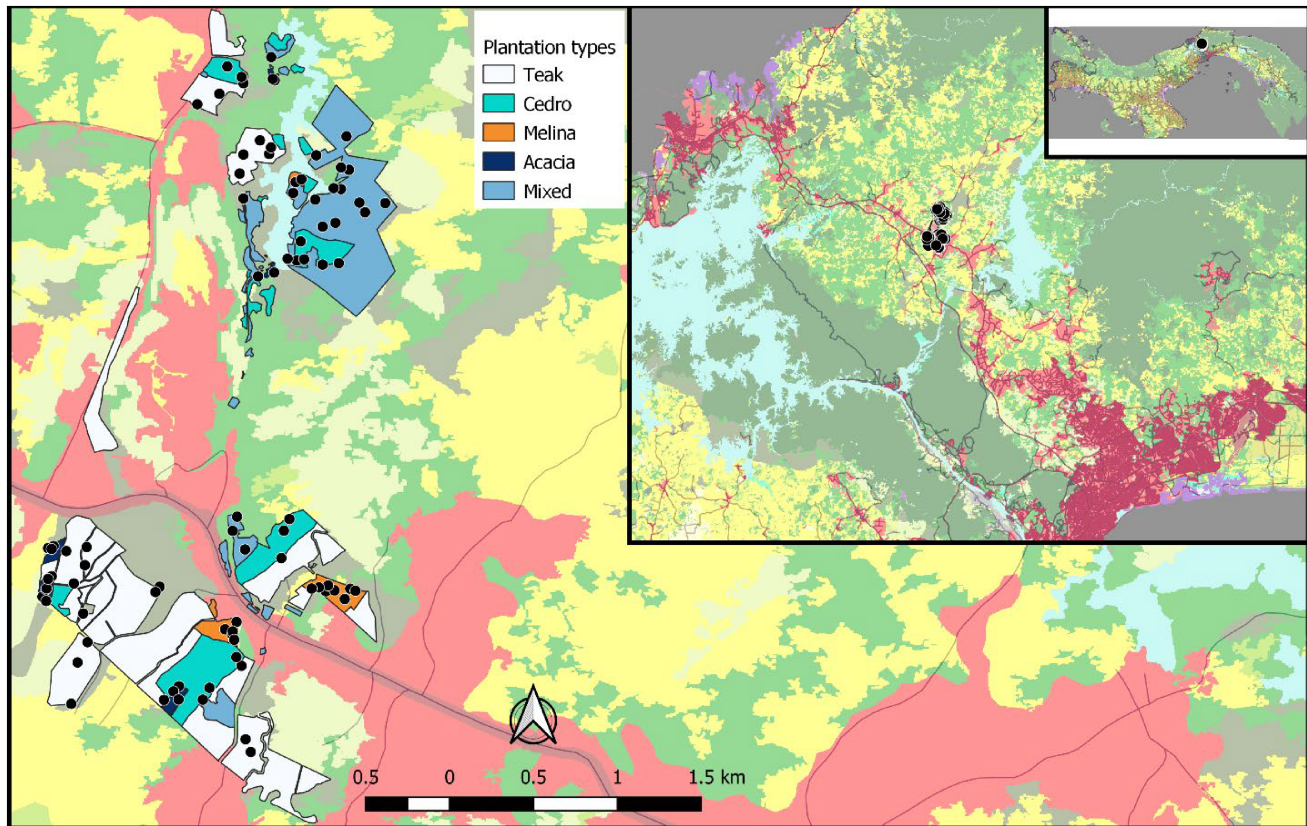 Plantation types
Teak
Cedro
Melina
Acacia
Mixed
0.5 0 0.5 1 1.5 km